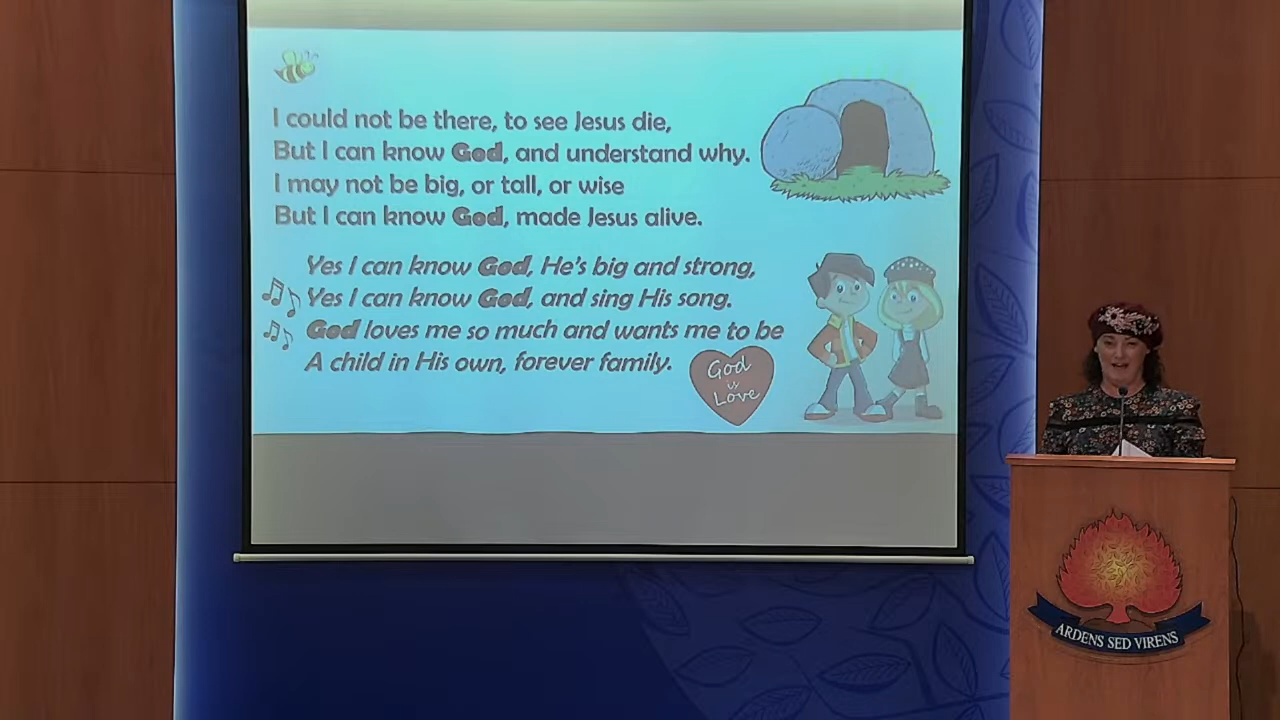 I could not be there, to see Jesus die,
But I can know God, and understand why.
I may not be big, or tall, or wise
But I can know God, made Jesus alive.
Yes I can know God, He's big and strong,
Yes I can know God, and sing His song.
God loves me so much and wants me to be
A child in His own, forever family.
God
is
Love
ARDENS SED VIRENS